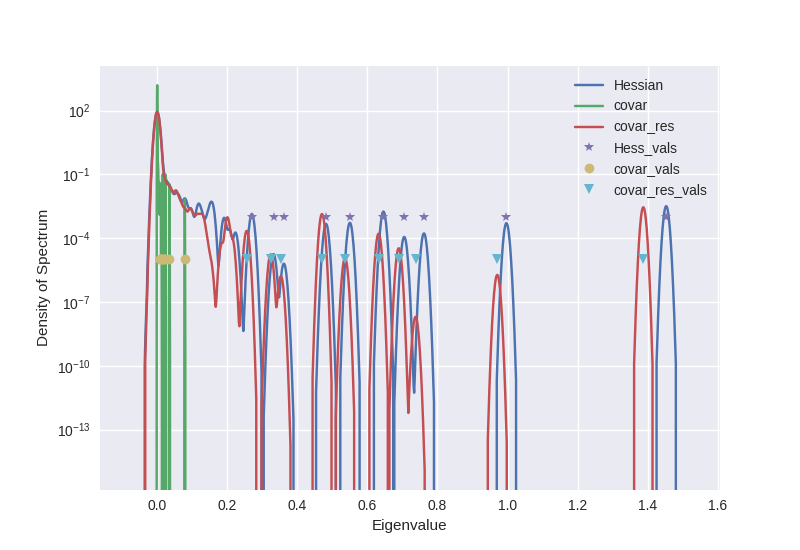 Hessian
covar
covar_res
Hess_vals
covar_vals
covar_res_vals
Density of Spectrum
10^2
10^-1
10^-4
10^-7
10^-10
10^-13
0.0 0.2 0.4 0.6 0.8 1.0 1.2 1.4 1.6
Eigenvalue